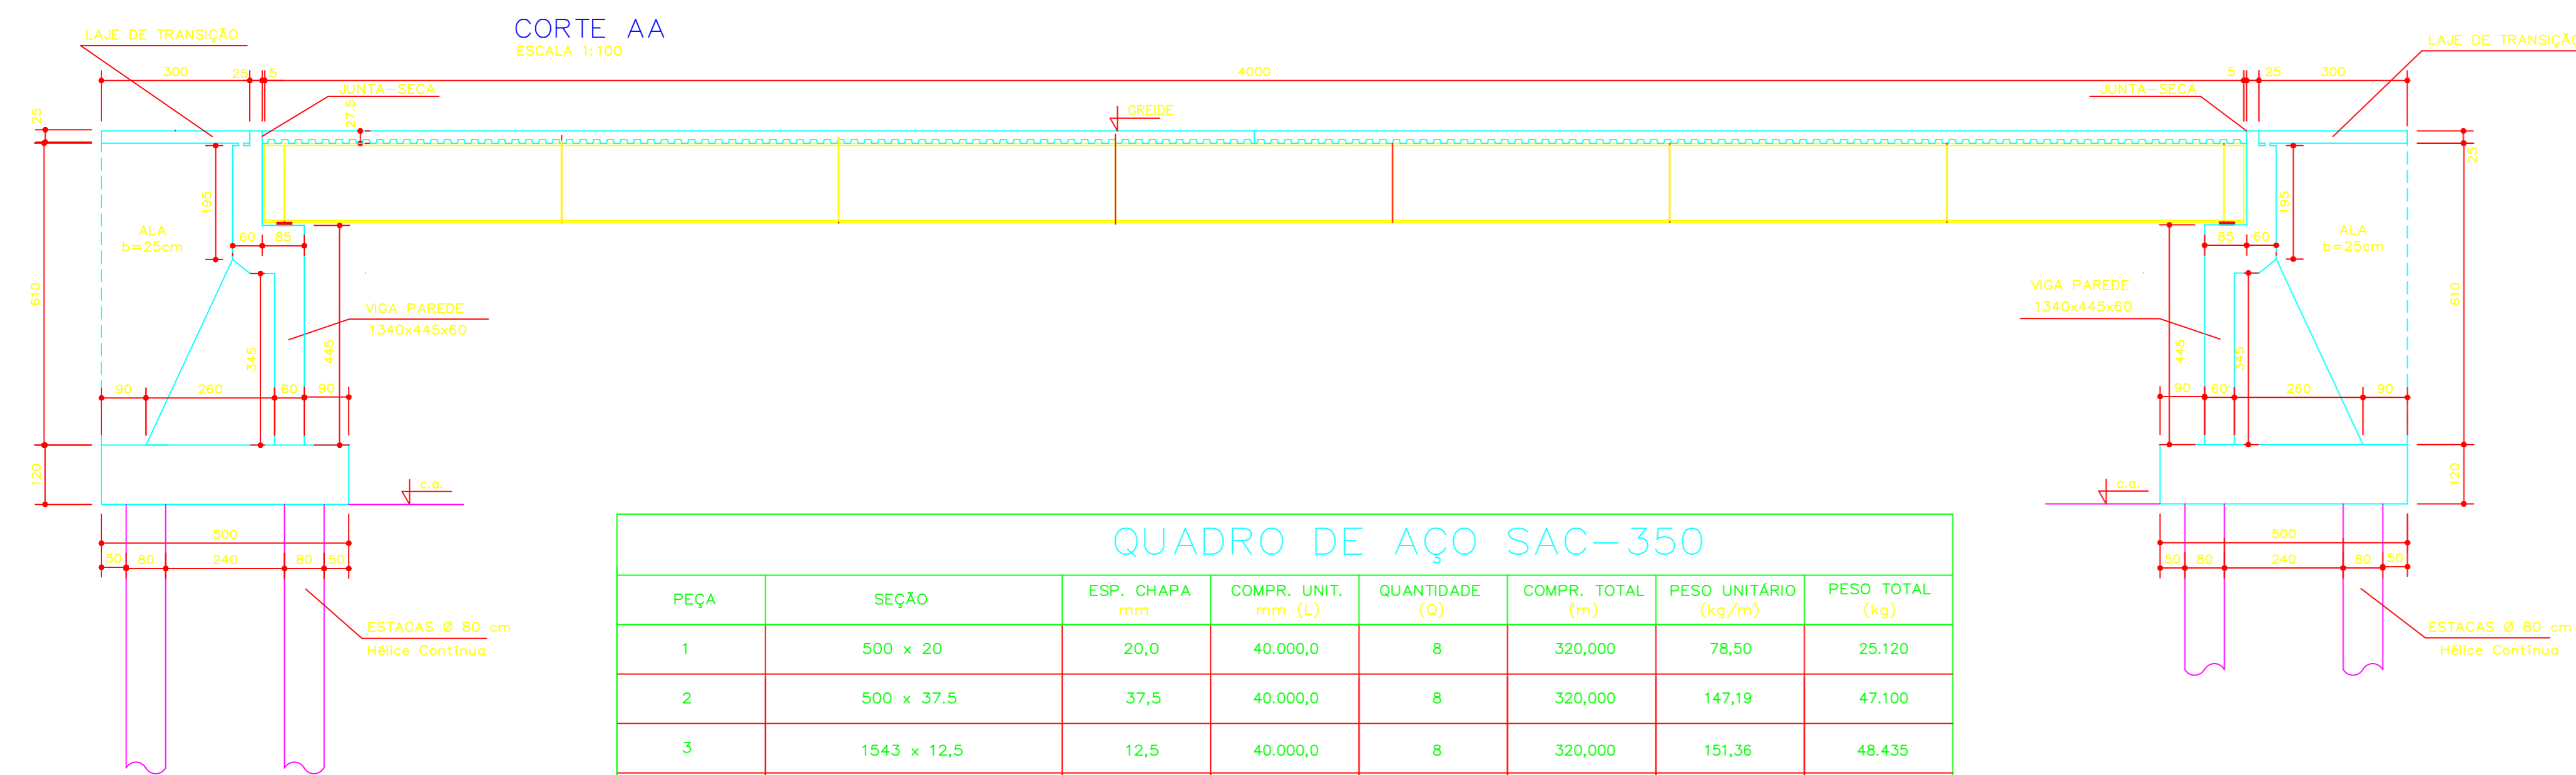 CORTE AA
ESCALA 1:100
LAJE DE TRANSIÇÃO
LAJE DE TRANSIÇÃO
300
25
5
4000
5
25
300
JUNTA-SECA
JUNTA-SECA
27.5
GREIDE
25
25
195
195
ALA
b=25cm
ALA
b=25cm
60
85
85
60
610
610
VIGA PAREDE
1340x445x60
VIGA PAREDE
1340x445x60
345
445
445
345
90
260
60
90
90
60
260
90
120
120
c.a.
c.a.
500
500
50
80
240
80
50
50
80
240
80
50
ESTACAS Ø 80 cm
Hélice Contínua
ESTACAS Ø 80 cm
Hélice Contínua
QUADRO DE AÇO SAC-350
PEÇA SEÇÃO ESP. CHAPA COMPR. UNIT. QUANTIDADE COMPR. TOTAL PESO UNITÁRIO PESO TOTAL
mm mm (L) (Q) (m) (kg/m) (kg)
1 500 x 20 20,0 40.000,0 8 320,000 78,50 25.120
2 500 x 37.5 37,5 40.000,0 8 320,000 147,19 47.100
3 1543 x 12,5 12,5 40.000,0 8 320,000 151,36 48.435